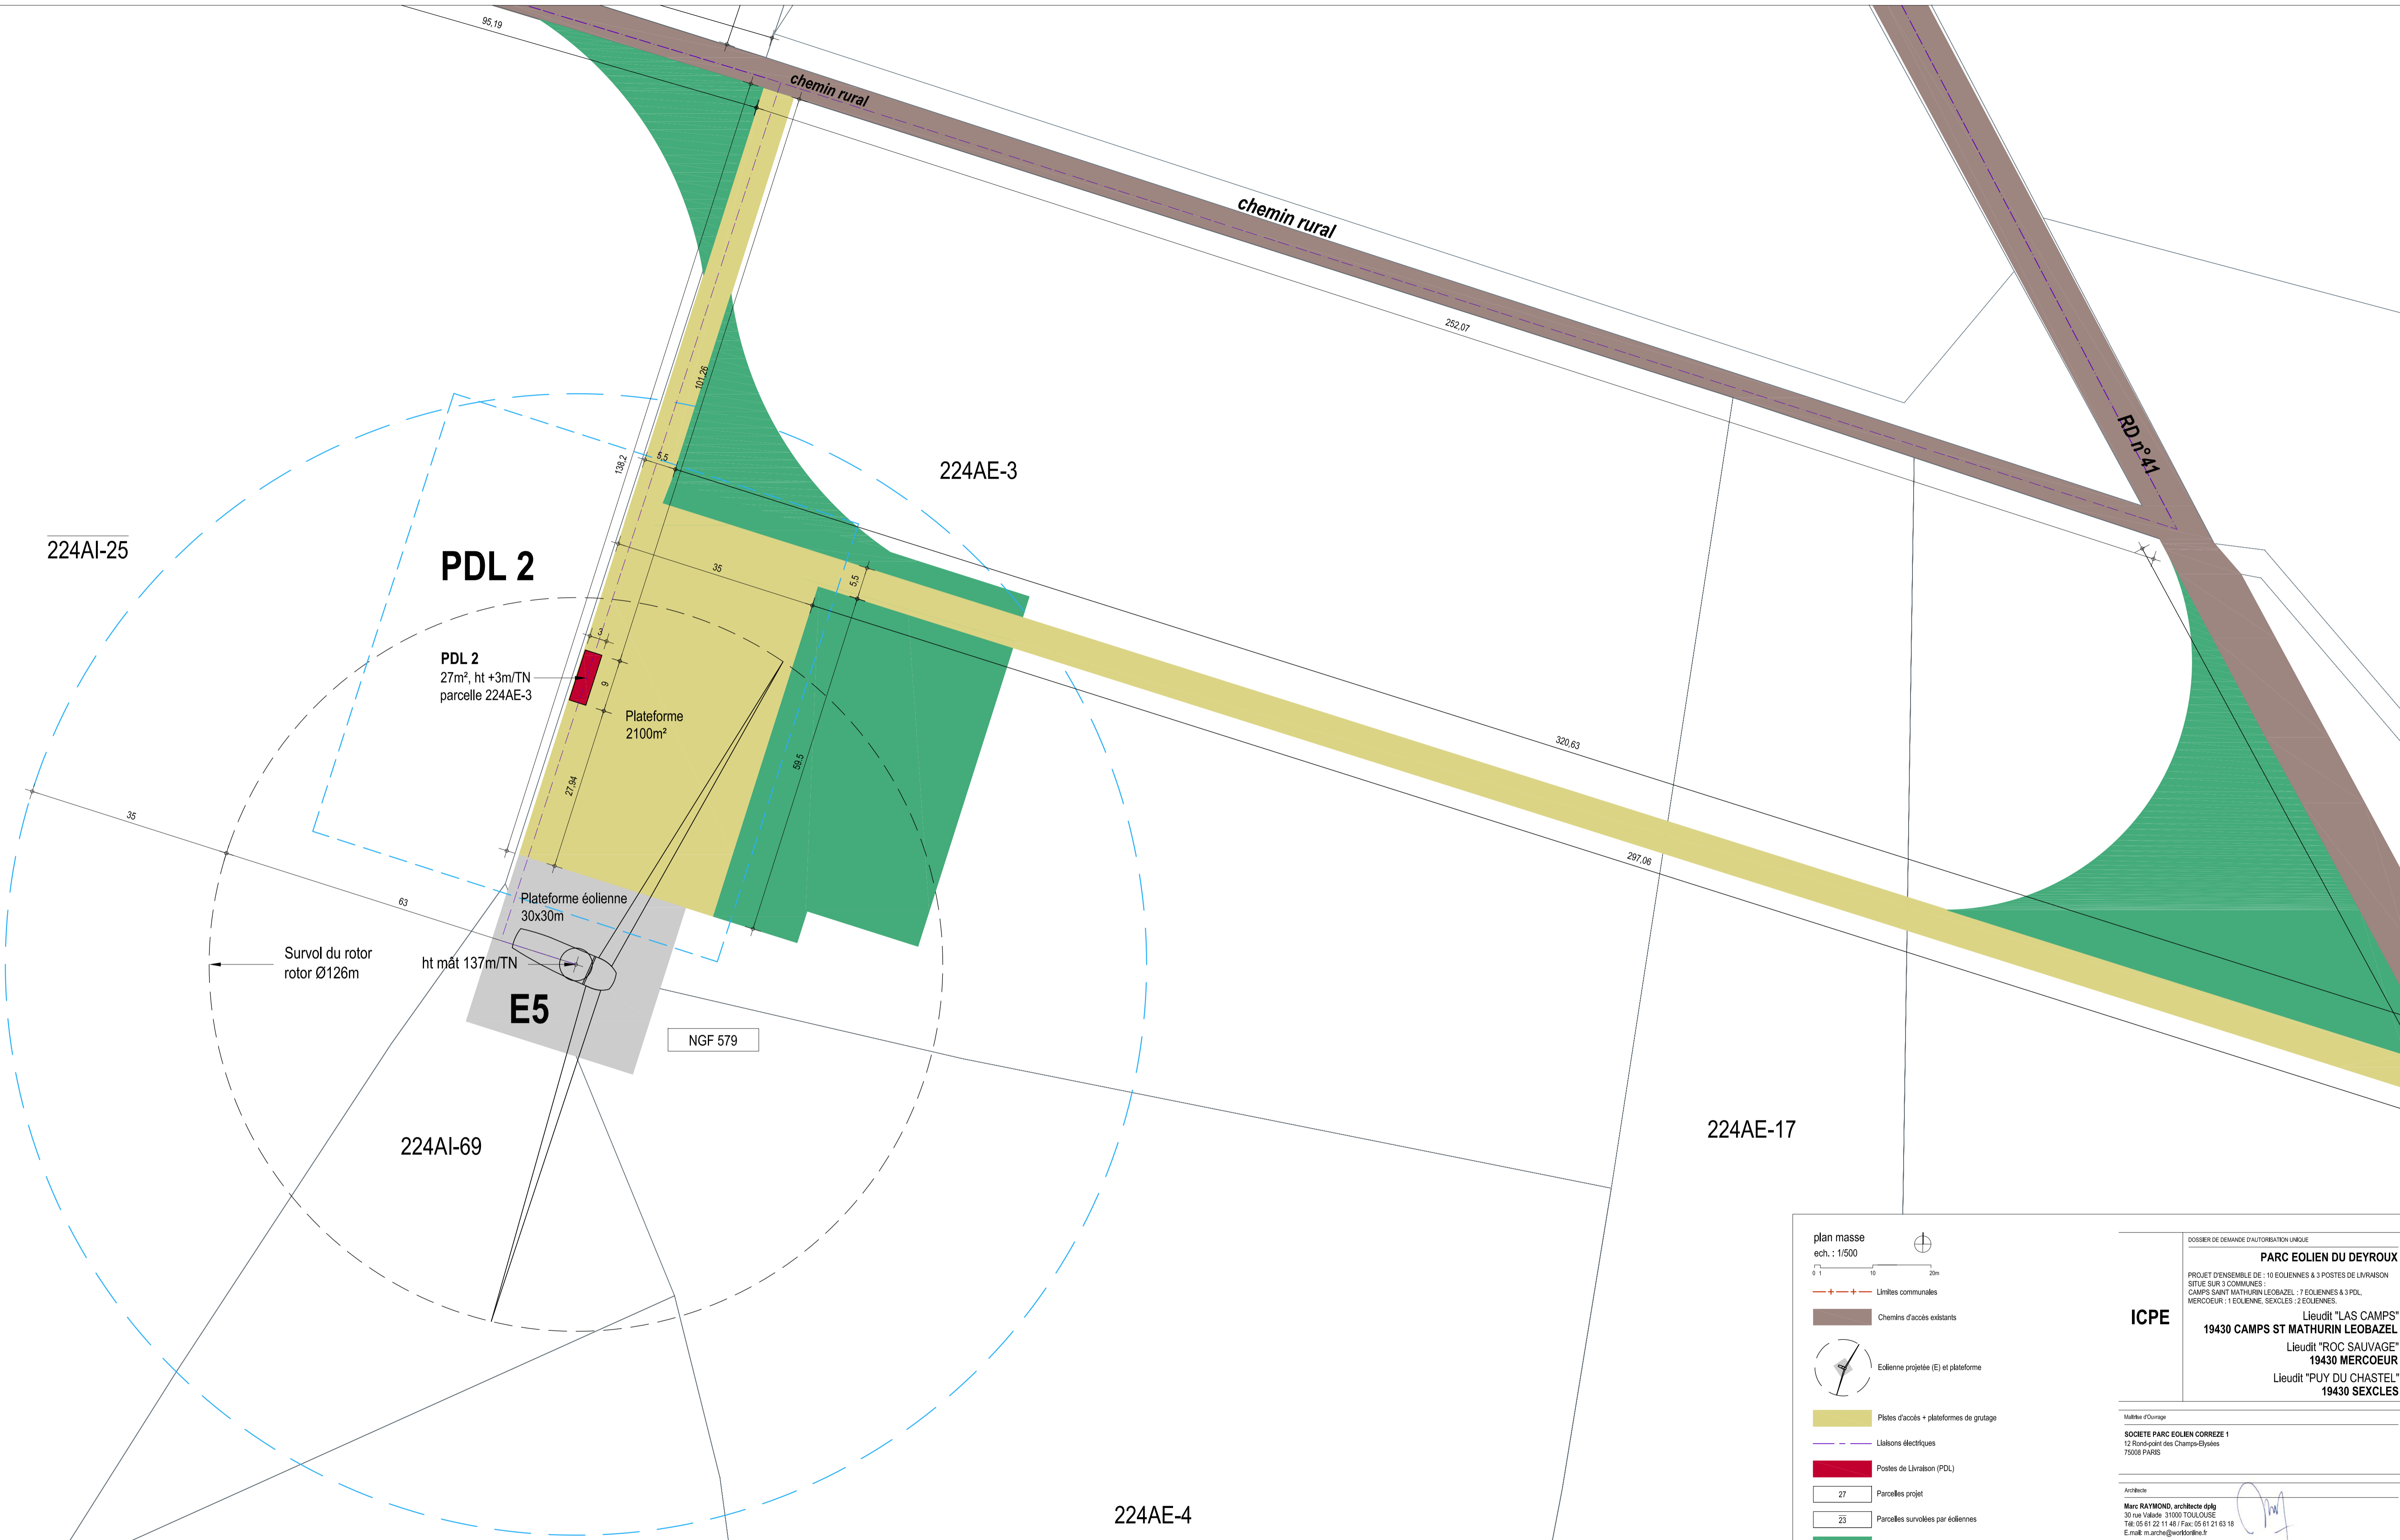 95,19
chemin rural
chemin rural
252,07
RD n°41
101,26
138,2
5,5
224AE-3
224AI-25
PDL 2
35
5,5
3
PDL 2
27m², ht +3m/TN
parcelle 224AE-3
9
Plateforme
2100m²
59,5
27,94
320,63
35
297,06
63
Plateforme éolienne
30x30m
Survol du rotor
rotor Ø126m
ht mât 137m/TN
E5
NGF 579
224AI-69
224AE-17
224AE-4
plan masse
ech. : 1/500
0 1 10 20m
Limites communales
Chemins d'accès existants
Eolienne projetée (E) et plateforme
Pistes d'accès + plateformes de grutage
Liaisons électriques
Postes de Livraison (PDL)
27
Parcelles projet
23
Parcelles survolées par éoliennes
ICPE
DOSSIER DE DEMANDE D'AUTORISATION UNIQUE
PARC EOLIEN DU DEYROUX
PROJET D'ENSEMBLE DE : 10 EOLIENNES & 3 POSTES DE LIVRAISON
SITUE SUR 3 COMMUNES :
CAMPS SAINT MATHURIN LEOBAZEL : 7 EOLIENNES & 3 PDL,
MERCOEUR : 1 EOLIENNE, SEXCLES : 2 EOLIENNES.
Lieudit "LAS CAMPS"
19430 CAMPS ST MATHURIN LEOBAZEL
Lieudit "ROC SAUVAGE"
19430 MERCOEUR
Lieudit "PUY DU CHASTEL"
19430 SEXCLES
Maîtrise d'Ouvrage
SOCIETE PARC EOLIEN CORREZE 1
12 Rond-point des Champs-Elysées
75008 PARIS
Architecte
Marc RAYMOND, architecte dplg
30 rue Valade 31000 TOULOUSE
Tél: 05 61 22 11 48 / Fax: 05 61 21 63 18
E.mail: m.arche@worldonline.fr